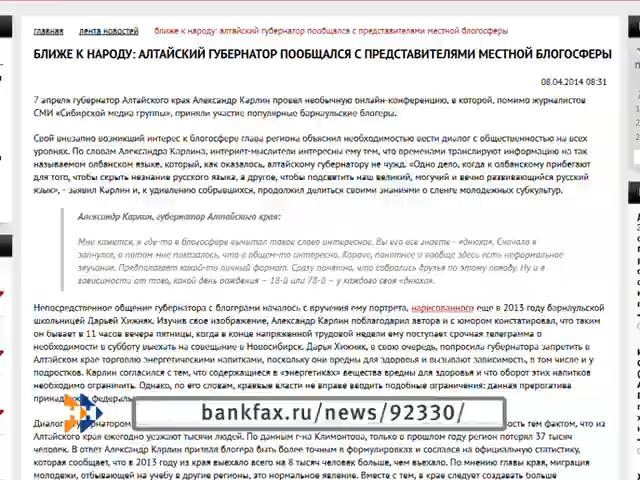 главная лента новостей ближе к народу: алтайский губернатор пообщался с представителями местной блогосферы
БЛИЖЕ К НАРОДУ: АЛТАЙСКИЙ ГУБЕРНАТОР ПООБЩАЛСЯ С ПРЕДСТАВИТЕЛЯМИ МЕСТНОЙ БЛОГОСФЕРЫ
08.04.2014 08:31
7 апреля губернатор Алтайского края Александр Карлин провел необычную онлайн-конференцию, в которой, помимо журналистов
СМИ «Сибирской медиа группы», приняли участие популярные барнаульские блогеры.
Свой внезапно возникший интерес к блогосфере глава региона объяснил необходимостью вести диалог с общественностью на всех
уровнях. По словам Александра Карлина, интернет-мыслители интересны ему тем, что временами транслируют информацию на так
называемом олбанском языке, который, как оказалось, алтайскому губернатору не чужд. «Одно дело, когда к олбанскому прибегают
для того, чтобы скрыть незнание русского языка, а другое, чтобы подсветить наш великий, могучий и вечно развивающийся русский
язык», - заявил Карлин и, к удивлению собравшихся, продолжил делиться своими знаниями о сленге молодежных субкультур.
Александр Карлин, губернатор Алтайского края:
Мне кажется, я где-то в блогосфере вычитал такое слово интересное. Вы его все знаете - «днюха». Сначала я
запнулся, а потом мне показалось, что в общем-то интересно. Короче, понятнее и вообще здесь есть неформальное
звучание. Предполагает какой-то личный формат. Сразу понятно, что собрались друзья по этому поводу. Ну и в
зависимости от того, какой день рождения – 18-й или 78-й – у каждого своя «днюха».
Непосредственное общение губернатора с блогерами началось с вручения ему портрета, нарисованного еще в 2013 году барнаульской
школьницей Дарьей Хижняк. Изучив свое изображение, Александр Карлин поблагодарил автора и с юмором констатировал, что таким
он бывает в 11 часов вечера пятницы, когда в конце напряженной трудовой недели ему поступает срочная телеграмма о
необходимости в субботу выехать на совещание в Новосибирск. Дарья Хижняк, в свою очередь, попросила губернатора запретить в
Алтайском крае торговлю энергетическими напитками, поскольку они вредны для здоровья и вызывают зависимость, в том числе и у
подростков. Карлин согласился с тем, что содержащиеся в «энергетиках» вещества вредны для здоровья и что оборот этих напитков
необходимо ограничить. Однако, по его словам, краевые власти не вправе вводить подобные ограничения: данная прерогатива
федераль
bankfax.ru/news/92330/
Диалог губернатором ость тем фактом, что из
Алтайского края ежегодно уезжают тысячи людей. По данным г-на Климонтова, только в прошлом году регион потерял 37 тысяч
человек. В ответ Александр Карлин призвал блогера быть более точным в формулировках и сослался на официальную статистику,
которая сообщает, что в 2013 году из края выехало всего на 8 тысяч человек больше, чем въехало. По мнению главы края, миграция
молодежи, отбывающей на учебу в другие регионы, это нормальное явление. Вместе с тем, в крае следует создавать больше